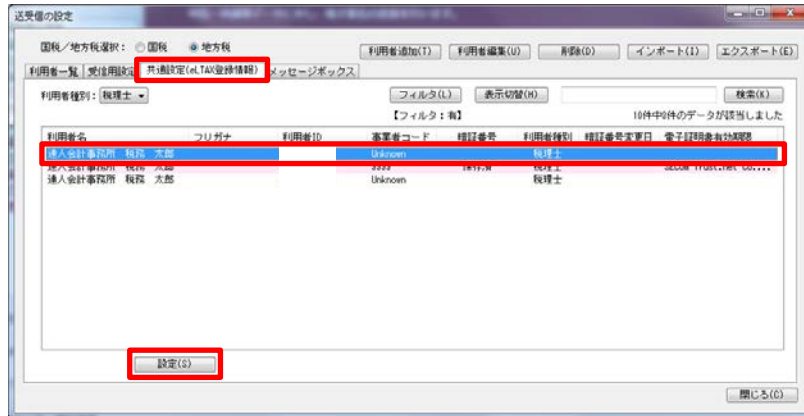 送受信の設定
国税／地方税選択： 国税 地方税 利用者追加(T) 利用者編集(U) 削除(D) インポート(I) エクスポート(E)
利用者一覧 受信用設定 共通設定(eLTAX登録情報) メッセージボックス
利用者種別： 税理士 フィルタ(L) 表示切替(H) 検索(K)
【フィルタ：有】 10件中3件のデータが該当しました
利用者名 フリガナ 利用者ID 事業者コード 暗証番号 利用者種別 暗証番号変更日 電子証明書有効期限
達人会計事務所 税務 太郎 Unknown 税理士
達人会計事務所 税務 太郎 税理士
達人会計事務所 税務 太郎 Unknown 税理士
設定(S)
閉じる(C)